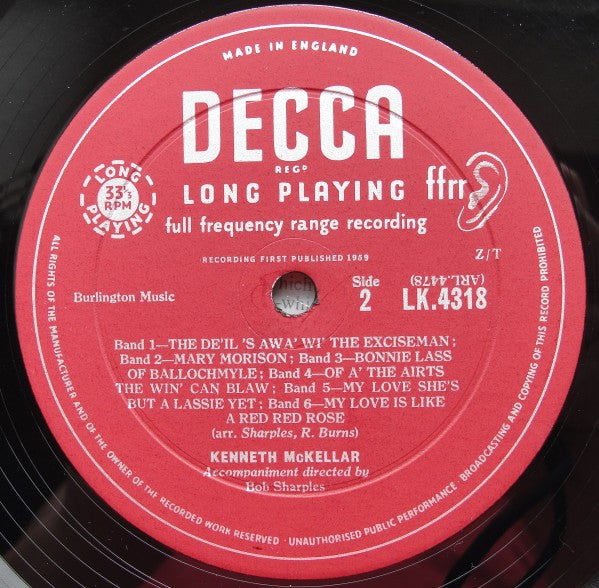 MADE IN ENGLAND
DECCA
REGD
LONG PLAYING ffrr
full frequency range recording
LONG PLAYING
33⅓ RPM
RECORDING FIRST PUBLISHED 1959
Z/T
Burlington Music
Side 2
(ARL.4478)
LK.4318
Band 1—THE DE'IL 'S AWA' WI' THE EXCISEMAN;
Band 2—MARY MORISON; Band 3—BONNIE LASS
OF BALLOCHMYLE; Band 4—OF A' THE AIRTS
THE WIN' CAN BLAW; Band 5—MY LOVE SHE'S
BUT A LASSIE YET; Band 6—MY LOVE IS LIKE
A RED RED ROSE
(arr. Sharples, R. Burns)
KENNETH McKELLAR
Accompaniment directed by
Bob Sharples
ALL RIGHTS OF THE MANUFACTURER AND OF THE OWNER OF THE RECORDED WORK RESERVED · UNAUTHORISED PUBLIC PERFORMANCE · BROADCASTING AND COPYING OF THIS RECORD PROHIBITED